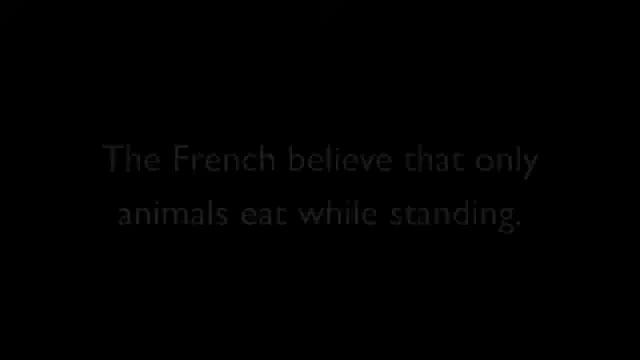 The French believe that only
animals eat while standing.